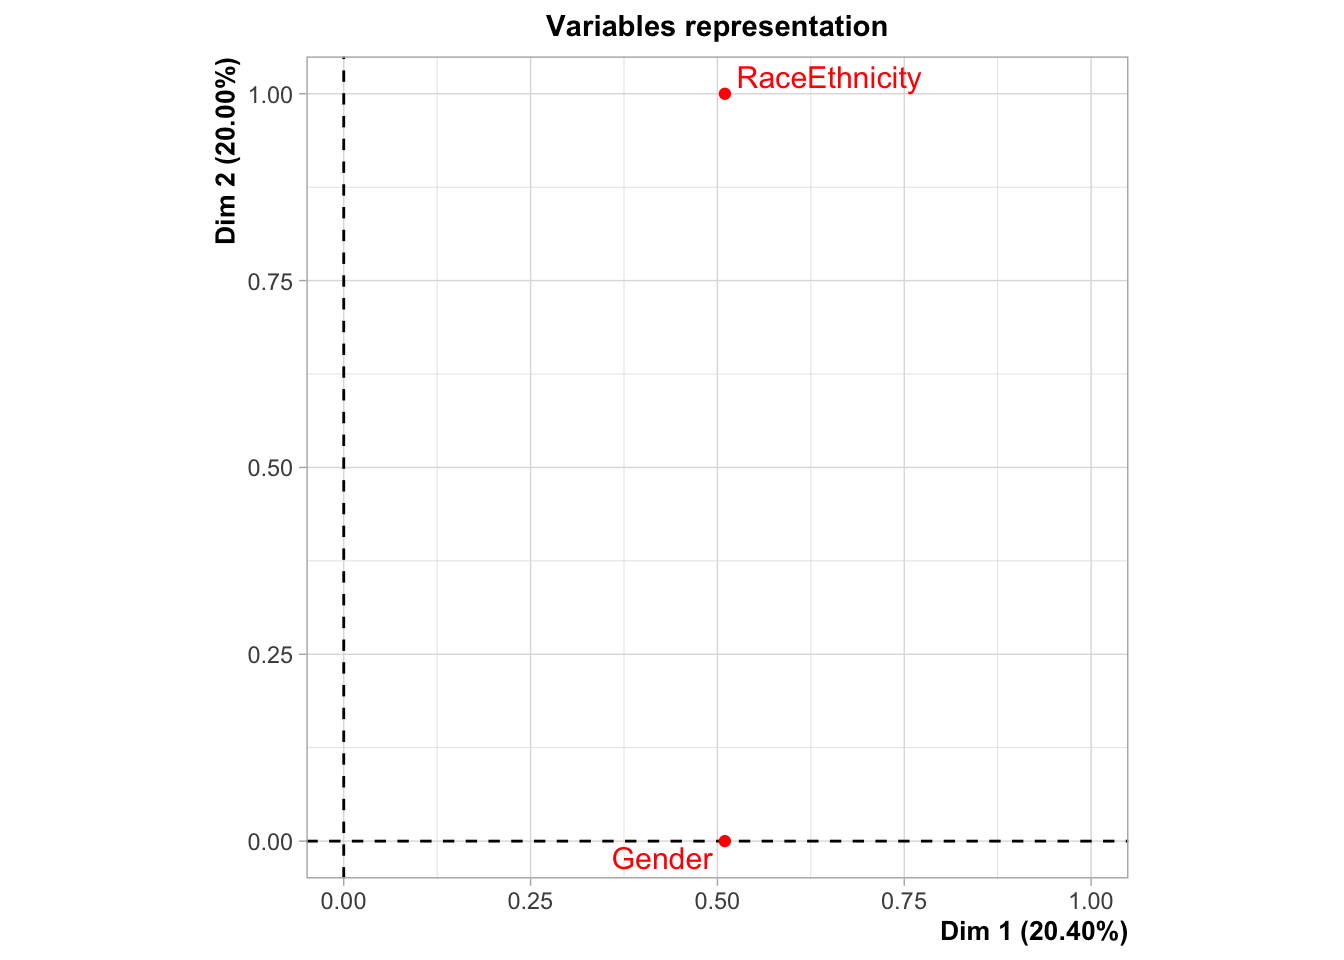 Variables representation
Dim 2 (20.00%)
1.00
0.75
0.50
0.25
0.00
RaceEthnicity
Gender
0.00 0.25 0.50 0.75 1.00
Dim 1 (20.40%)